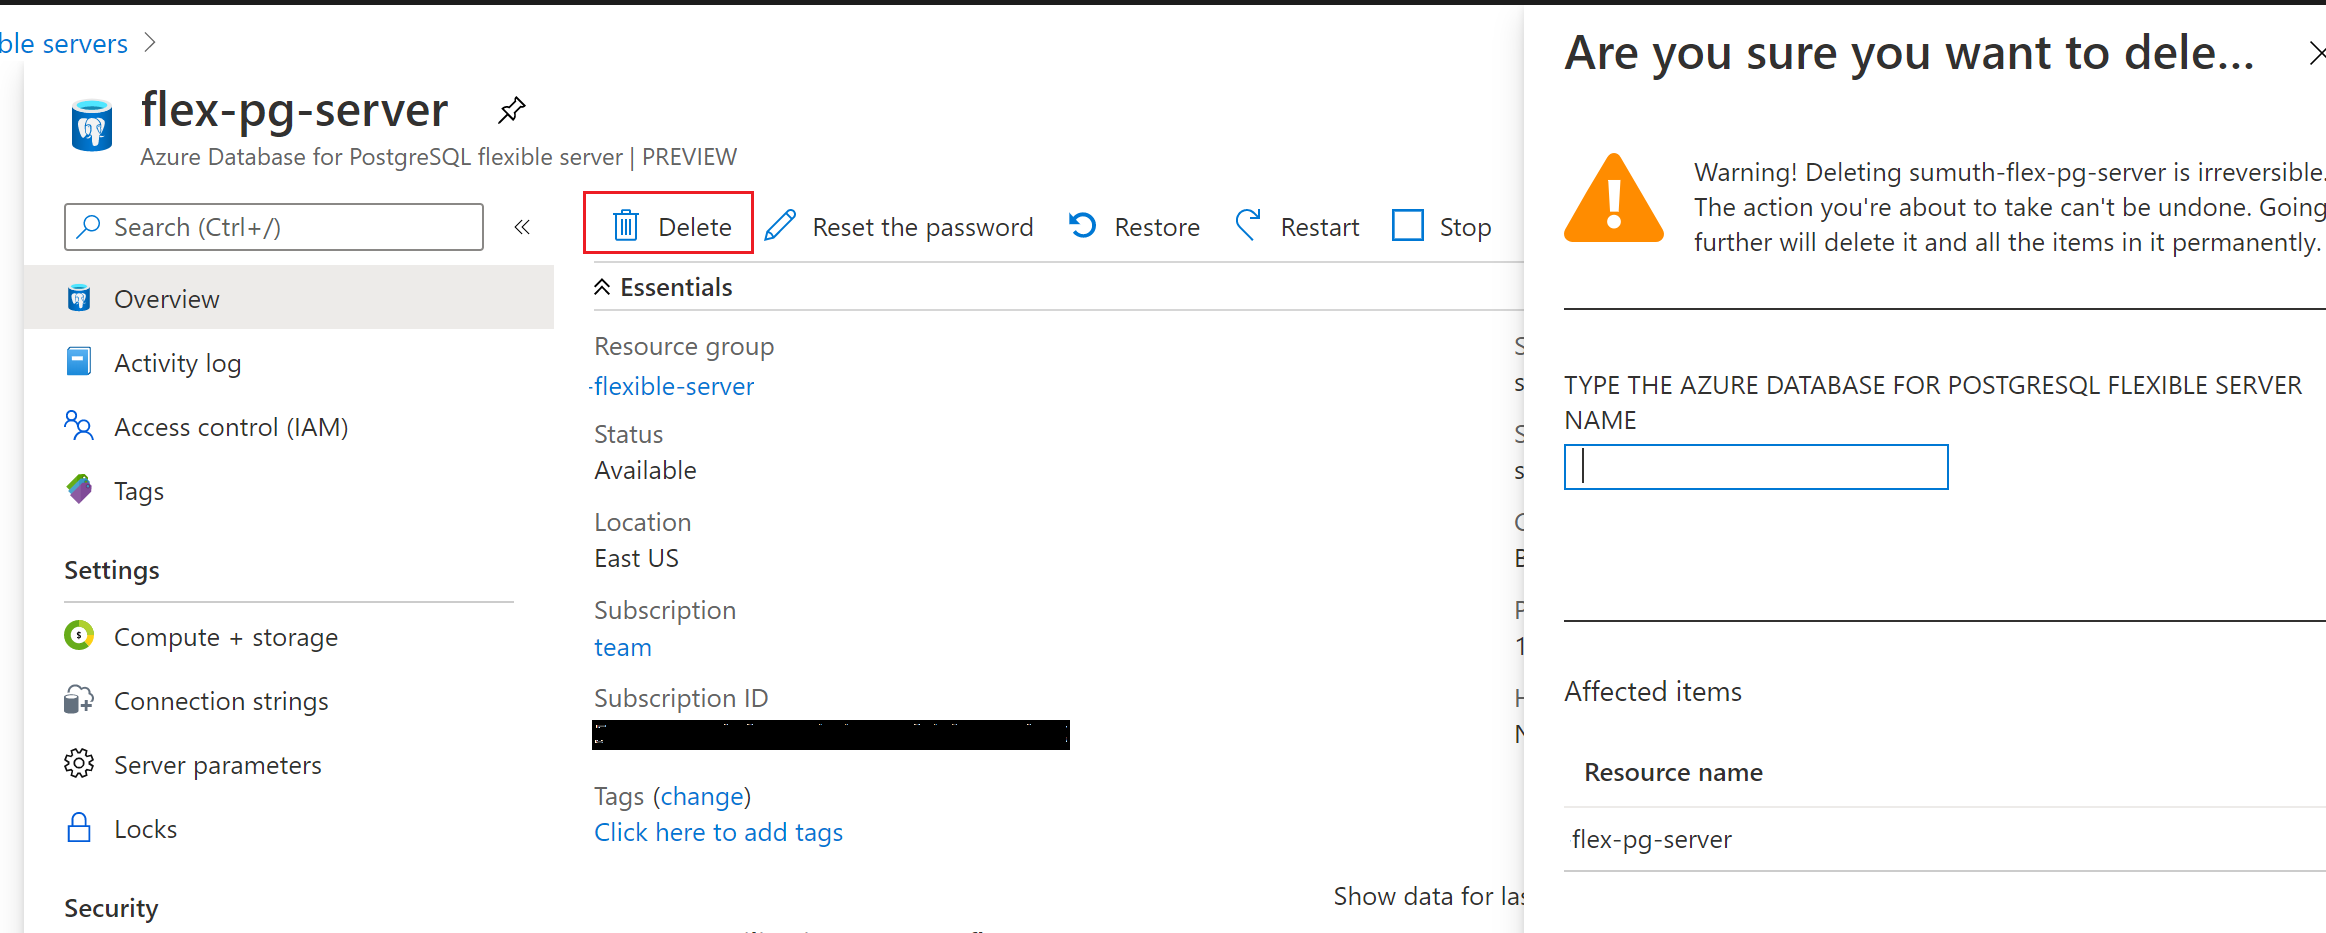 ble servers
flex-pg-server
Azure Database for PostgreSQL flexible server | PREVIEW
Search (Ctrl+/)
«
Overview
Activity log
Access control (IAM)
Tags
Settings
Compute + storage
Connection strings
Server parameters
Locks
Security
Delete
Reset the password
Restore
Restart
Stop
Essentials
Resource group
-flexible-server
Status
Available
Location
East US
Subscription
team
Subscription ID
Tags (change)
Click here to add tags
Show data for las
Are you sure you want to dele...
Warning! Deleting sumuth-flex-pg-server is irreversible.
The action you're about to take can't be undone. Going
further will delete it and all the items in it permanently.
TYPE THE AZURE DATABASE FOR POSTGRESQL FLEXIBLE SERVER
NAME
Affected items
Resource name
flex-pg-server